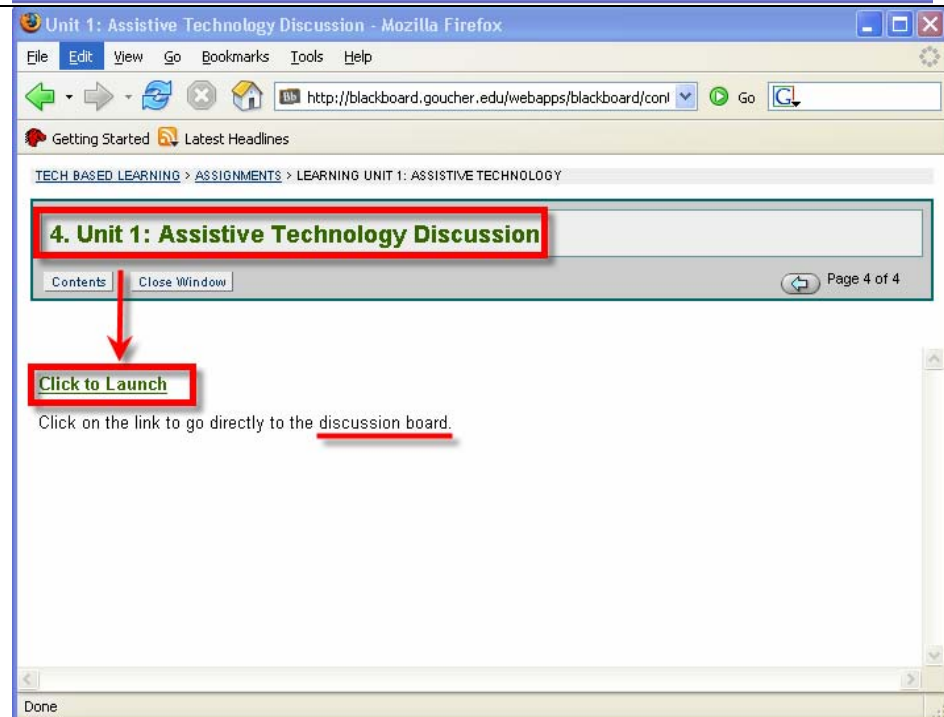 Unit 1: Assistive Technology Discussion - Mozilla Firefox
File Edit View Go Bookmarks Tools Help
Bb http://blackboard.goucher.edu/webapps/blackboard/cont Go G
Getting Started Latest Headlines
TECH BASED LEARNING > ASSIGNMENTS > LEARNING UNIT 1: ASSISTIVE TECHNOLOGY
4. Unit 1: Assistive Technology Discussion
Contents Close Window Page 4 of 4
Click to Launch
Click on the link to go directly to the discussion board.
Done